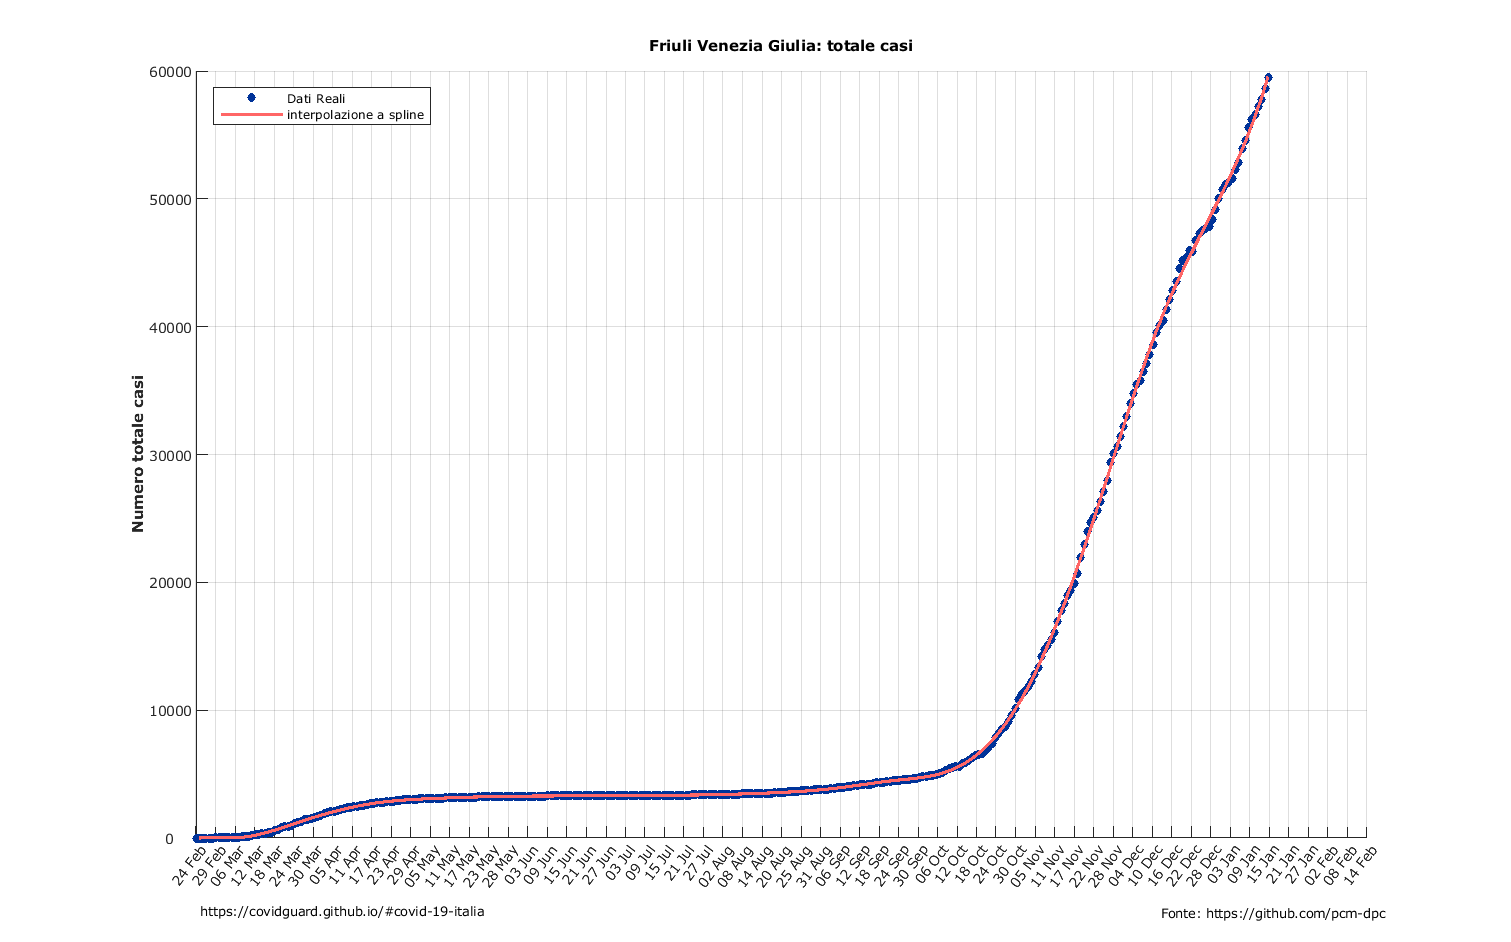 Friuli Venezia Giulia: totale casi
60000
Dati Reali
interpolazione a spline
50000
40000
Numero totale casi
30000
20000
10000
0
24 Feb
29 Feb
06 Mar
12 Mar
18 Mar
24 Mar
30 Mar
05 Apr
11 Apr
17 Apr
23 Apr
29 Apr
05 May
11 May
17 May
23 May
28 May
03 Jun
09 Jun
15 Jun
21 Jun
27 Jun
03 Jul
09 Jul
15 Jul
21 Jul
27 Jul
02 Aug
08 Aug
14 Aug
20 Aug
25 Aug
31 Aug
06 Sep
12 Sep
18 Sep
24 Sep
30 Oct
06 Oct
12 Oct
18 Oct
24 Oct
30 Oct
05 Nov
11 Nov
17 Nov
22 Nov
28 Nov
04 Dec
10 Dec
16 Dec
22 Dec
28 Dec
03 Jan
09 Jan
15 Jan
21 Jan
27 Jan
02 Feb
08 Feb
14 Feb
https://covidguard.github.io/#covid-19-italia
Fonte: https://github.com/pcm-dpc